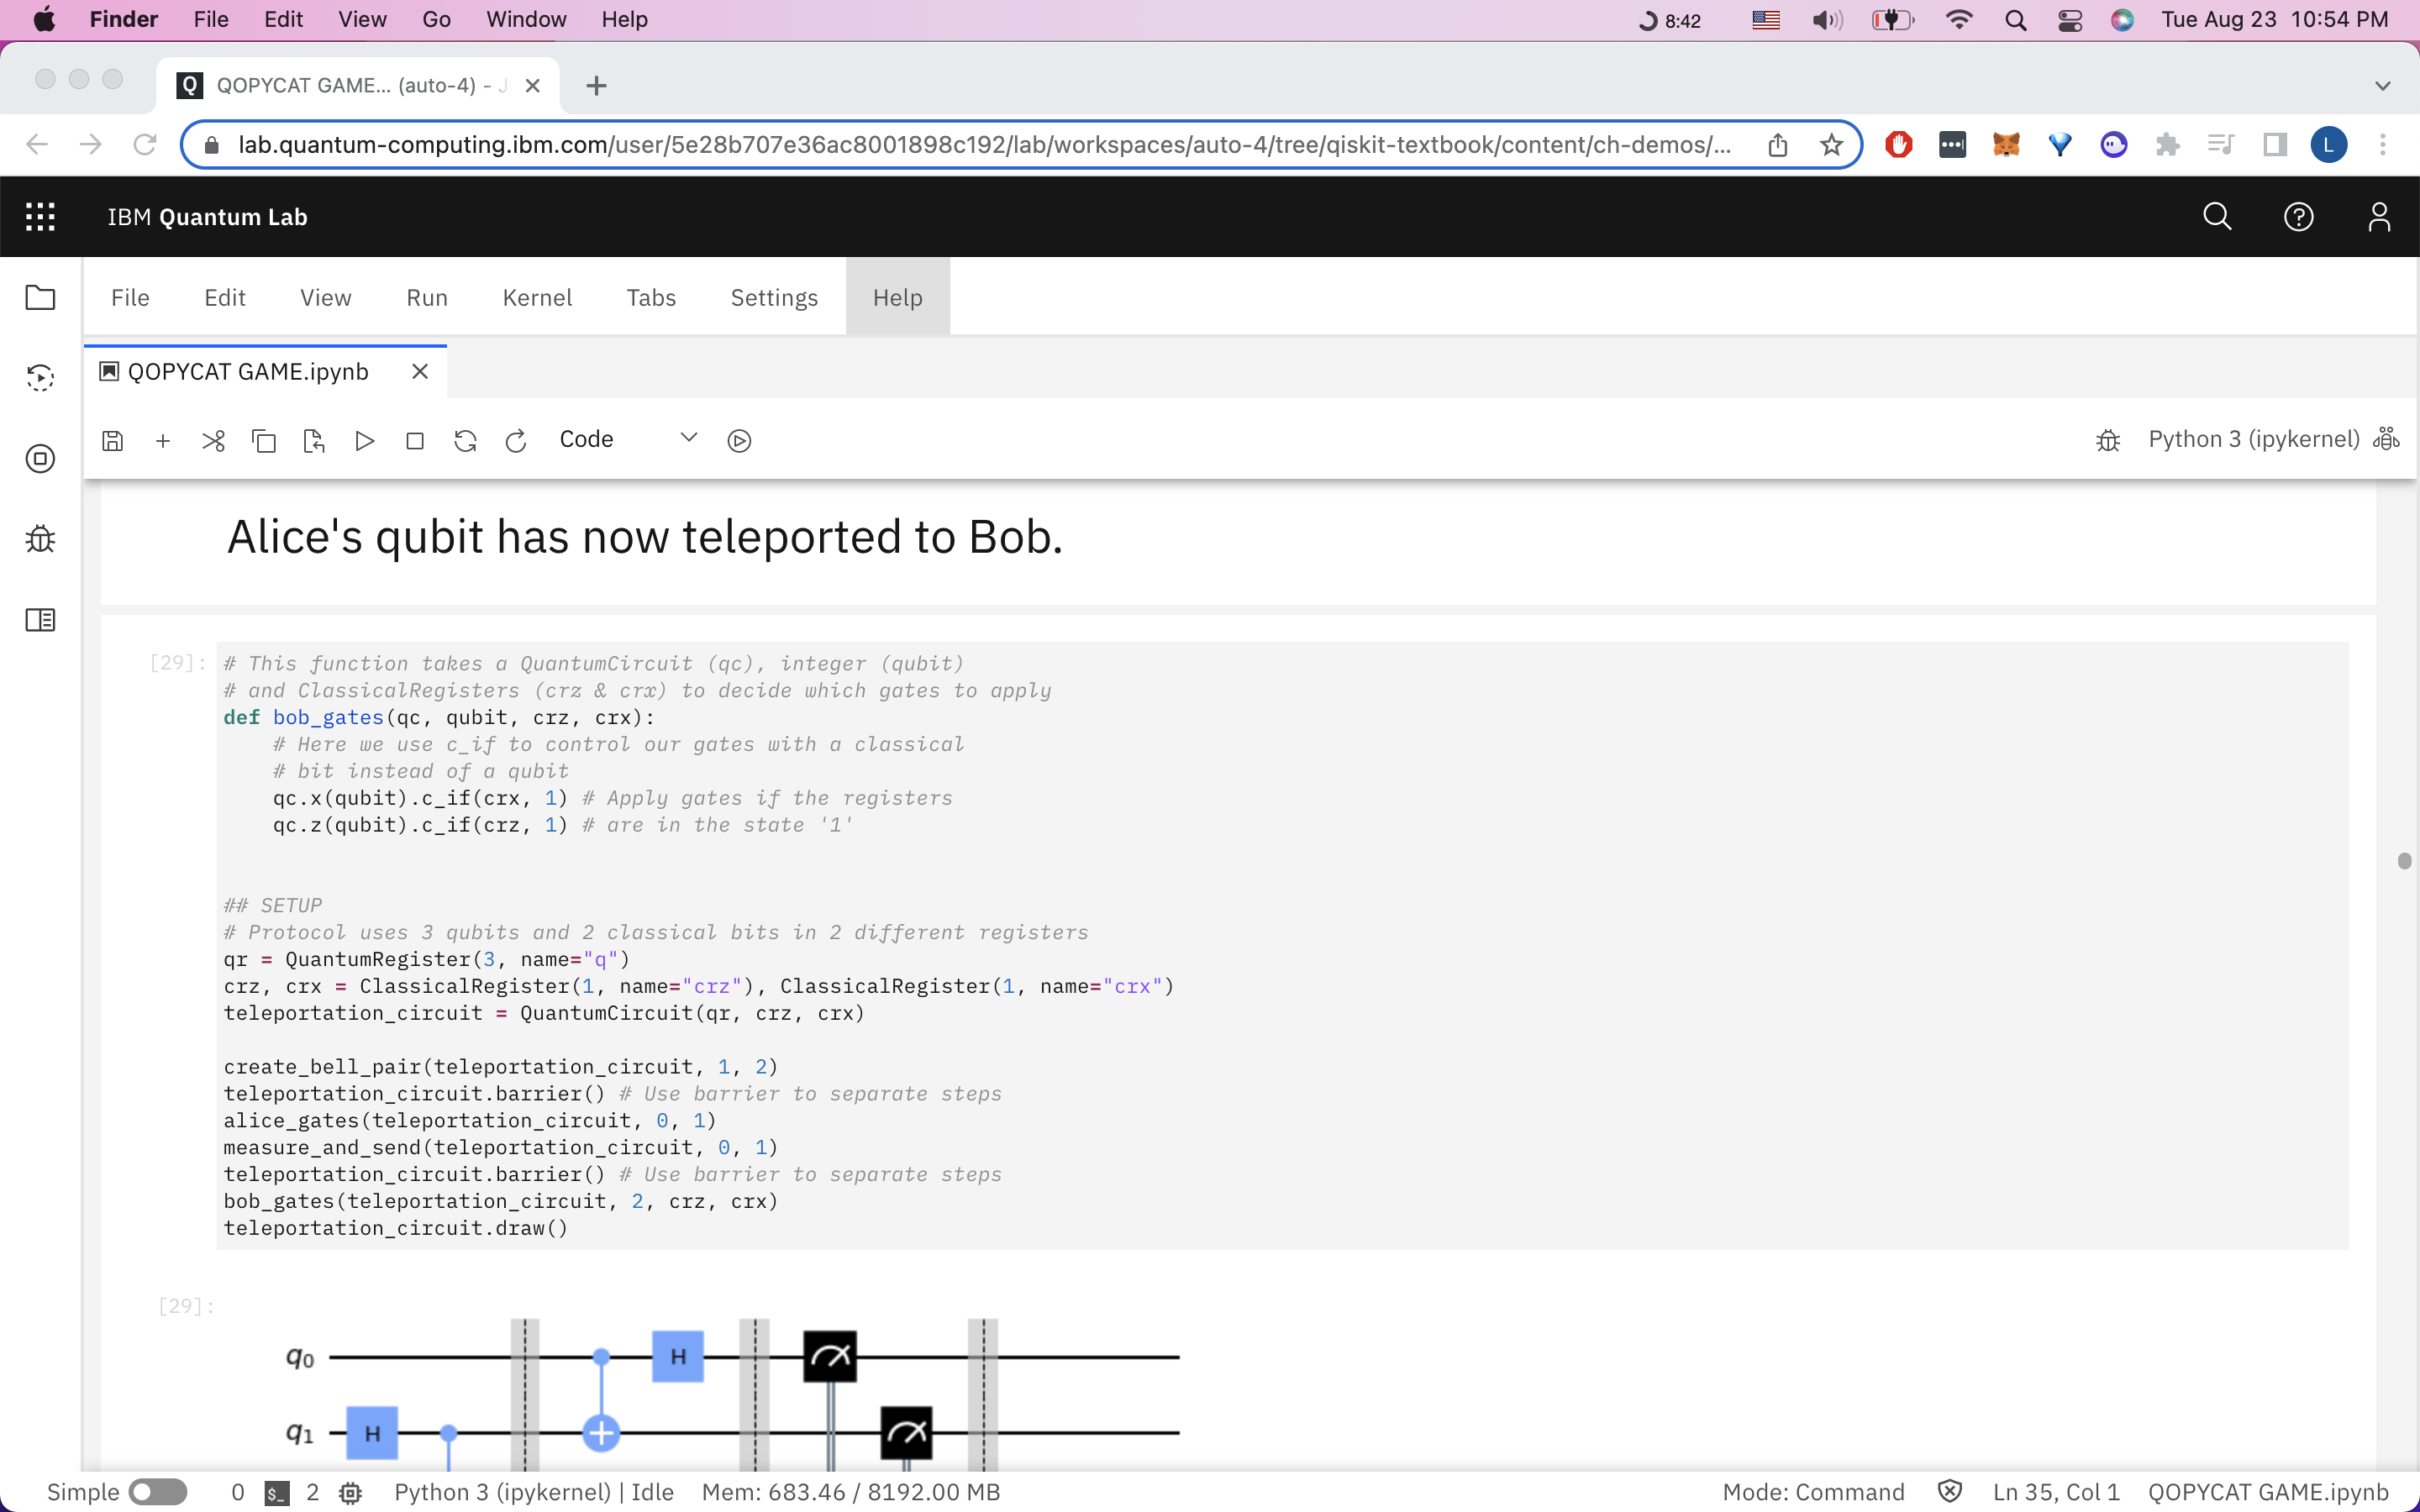 Finder File Edit View Go Window Help 8:42 Tue Aug 23 10:54 PM
Q QOPYCAT GAME... (auto-4) - J
lab.quantum-computing.ibm.com/user/5e28b707e36ac8001898c192/lab/workspaces/auto-4/tree/qiskit-textbook/content/ch-demos/... L
IBM Quantum Lab
File Edit View Run Kernel Tabs Settings Help
QOPYCAT GAME.ipynb
Code Python 3 (ipykernel)
Alice's qubit has now teleported to Bob.
[29]: # This function takes a QuantumCircuit (qc), integer (qubit)
# and ClassicalRegisters (crz & crx) to decide which gates to apply
def bob_gates(qc, qubit, crz, crx):
    # Here we use c_if to control our gates with a classical
    # bit instead of a qubit
    qc.x(qubit).c_if(crx, 1) # Apply gates if the registers
    qc.z(qubit).c_if(crz, 1) # are in the state '1'
## SETUP
# Protocol uses 3 qubits and 2 classical bits in 2 different registers
qr = QuantumRegister(3, name="q")
crz, crx = ClassicalRegister(1, name="crz"), ClassicalRegister(1, name="crx")
teleportation_circuit = QuantumCircuit(qr, crz, crx)
create_bell_pair(teleportation_circuit, 1, 2)
teleportation_circuit.barrier() # Use barrier to separate steps
alice_gates(teleportation_circuit, 0, 1)
measure_and_send(teleportation_circuit, 0, 1)
teleportation_circuit.barrier() # Use barrier to separate steps
bob_gates(teleportation_circuit, 2, crz, crx)
teleportation_circuit.draw()
[29]:
q0 H
q1 H
Simple 0 $_ 2 Python 3 (ipykernel) | Idle Mem: 683.46 / 8192.00 MB Mode: Command Ln 35, Col 1 QOPYCAT GAME.ipynb